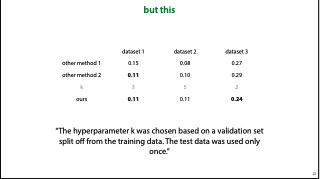 but this
dataset 1 dataset 2 dataset 3
other method 1 0.15 0.08 0.27
other method 2 0.11 0.10 0.29
k 3 5 2
ours 0.11 0.11 0.24
"The hyperparameter k was chosen based on a validation set
split off from the training data. The test data was used only
once."